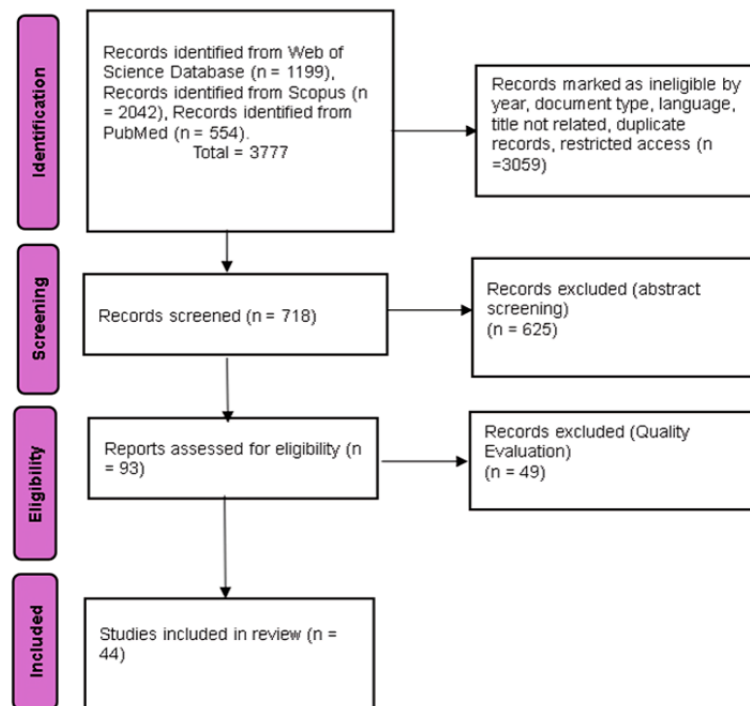 Identification
Records identified from Web of
Science Database (n = 1199),
Records identified from Scopus (n
= 2042), Records identified from
PubMed (n = 554).
Total = 3777
Records marked as ineligible by
year, document type, language,
title not related, duplicate
records, restricted access (n
=3059)
Screening
Records screened (n = 718)
Records excluded (abstract
screening)
(n = 625)
Eligibility
Reports assessed for eligibility (n
= 93)
Records excluded (Quality
Evaluation)
(n = 49)
Included
Studies included in review (n =
44)